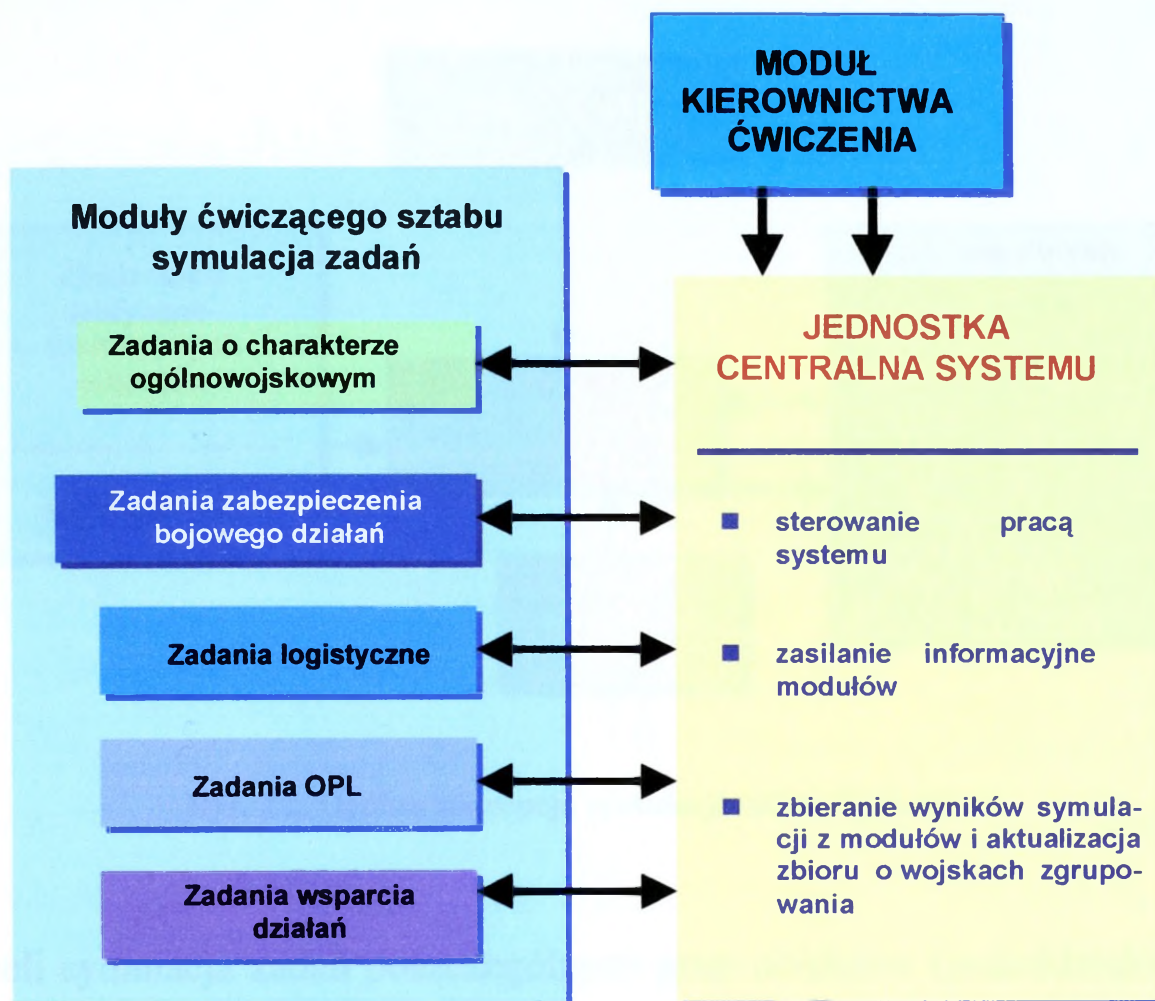 MODUŁ
KIEROWNICTWA
ĆWICZENIA
Moduły ćwiczącego sztabu
symulacja zadań
Zadania o charakterze
ogólnowojskowym
Zadania zabezpieczenia
bojowego działań
Zadania logistyczne
Zadania OPL
Zadania wsparcia
działań
JEDNOSTKA
CENTRALNA SYSTEMU
■ sterowanie pracą
systemu
■ zasilanie informacyjne
modułów
■ zbieranie wyników symula-
cji z modułów i aktualizacja
zbioru o wojskach zgrupo-
wania